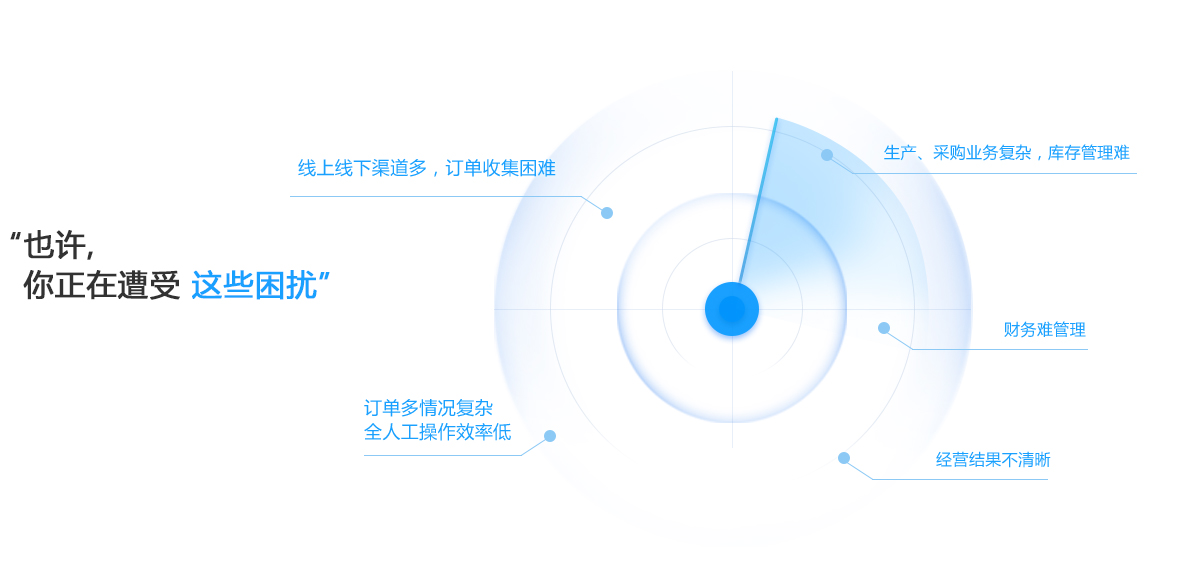 “也许,
你正在遭受 这些困扰”
线上线下渠道多，订单收集困难
生产、采购业务复杂，库存管理难
财务难管理
订单多情况复杂
全人工操作效率低
经营结果不清晰